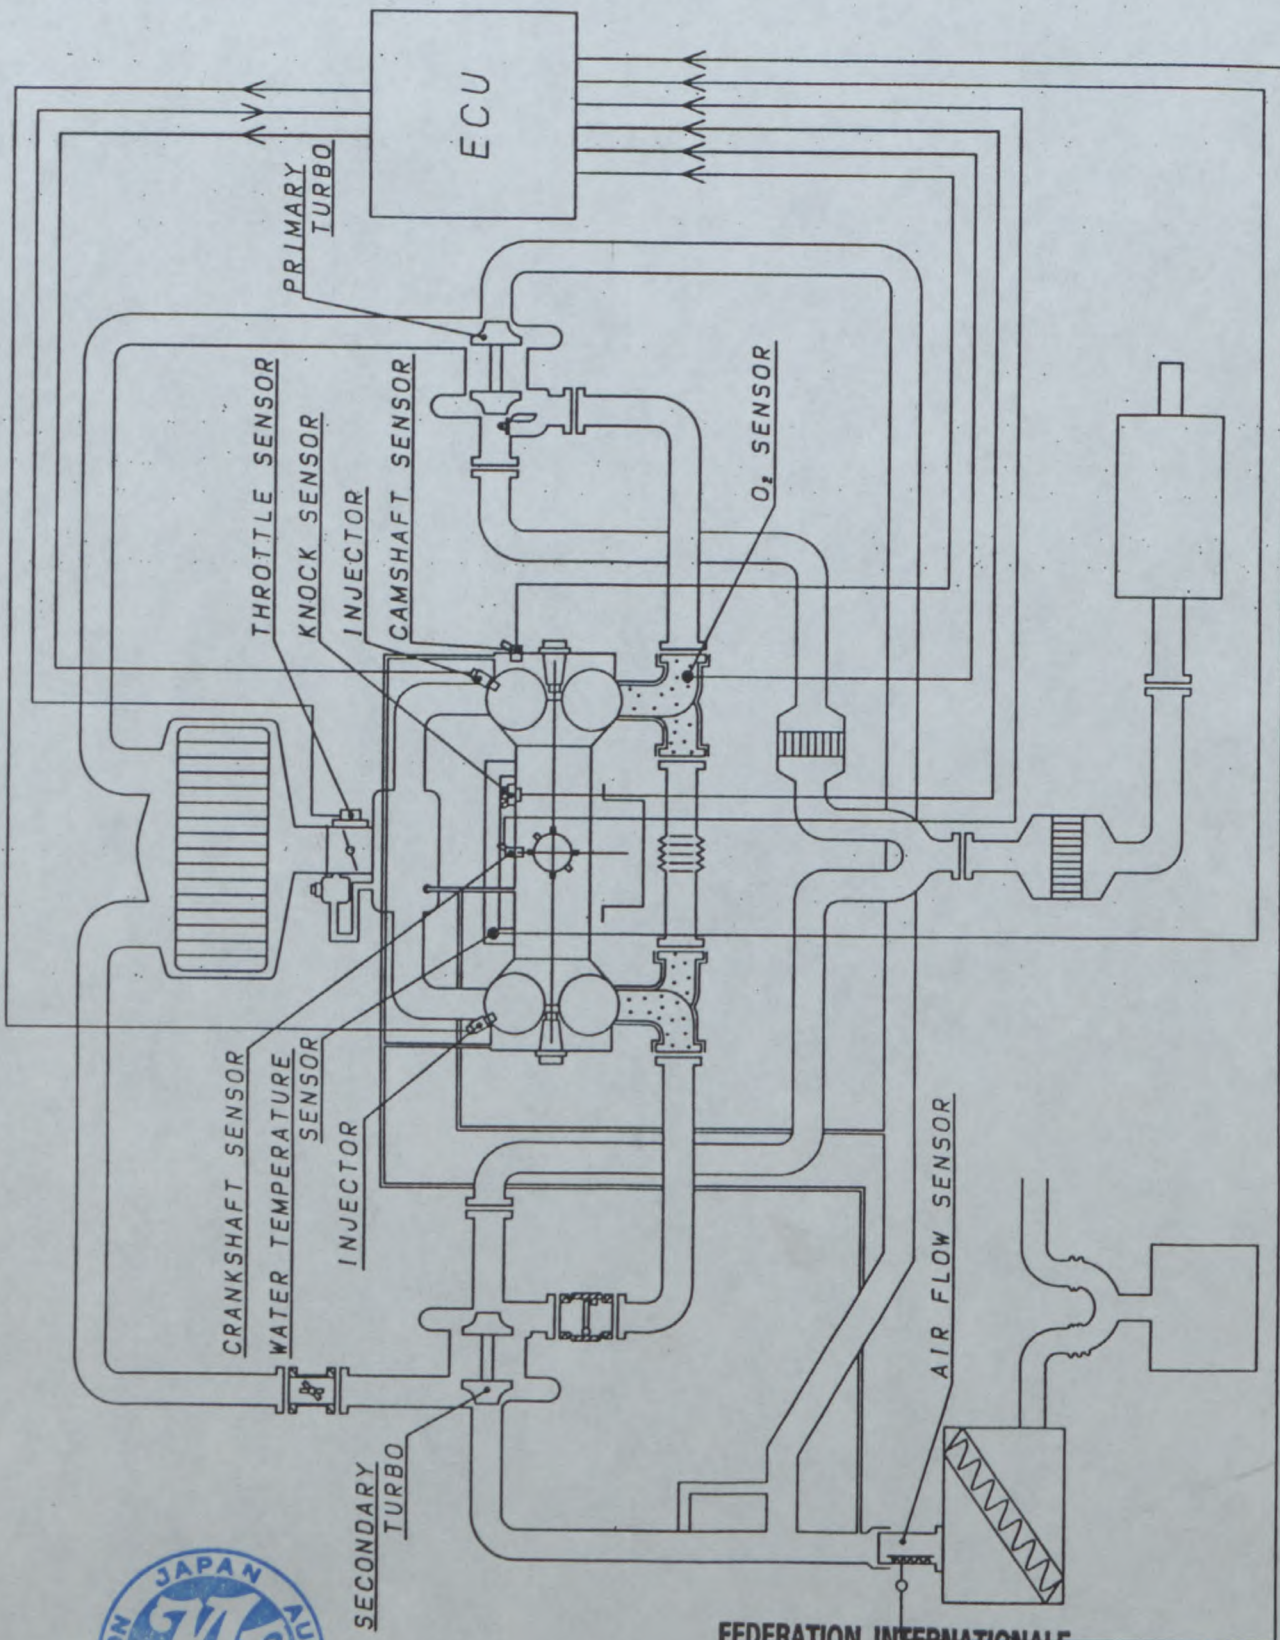 ECU
PRIMARY
TURBO
THROTTLE SENSOR
KNOCK SENSOR
INJECTOR
CAMSHAFT SENSOR
O₂ SENSOR
CRANKSHAFT SENSOR
WATER TEMPERATURE
SENSOR
INJECTOR
AIR FLOW SENSOR
SECONDARY
TURBO
JAPAN AU
FEDERATION INTERNATIONALE